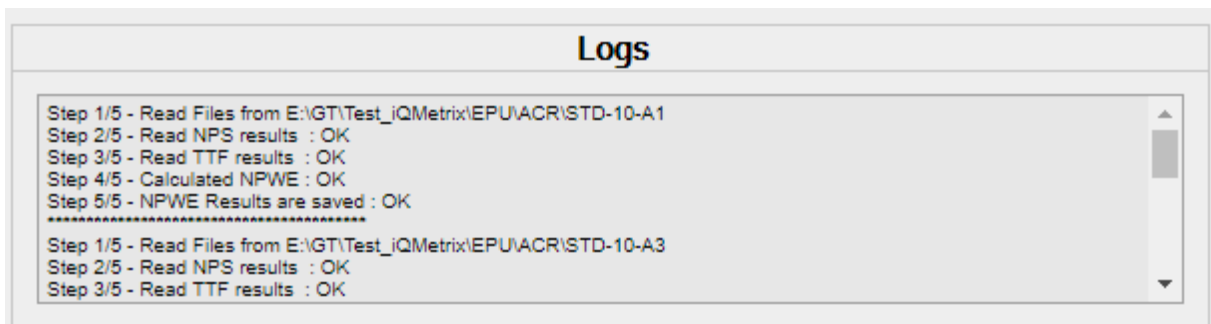 Logs
Step 1/5 - Read Files from E:\GT\Test_iQMetrix\EPU\ACR\STD-10-A1
Step 2/5 - Read NPS results  : OK
Step 3/5 - Read TTF results  : OK
Step 4/5 - Calculated NPWE : OK
Step 5/5 - NPWE Results are saved : OK
*****************************************
Step 1/5 - Read Files from E:\GT\Test_iQMetrix\EPU\ACR\STD-10-A3
Step 2/5 - Read NPS results  : OK
Step 3/5 - Read TTF results  : OK